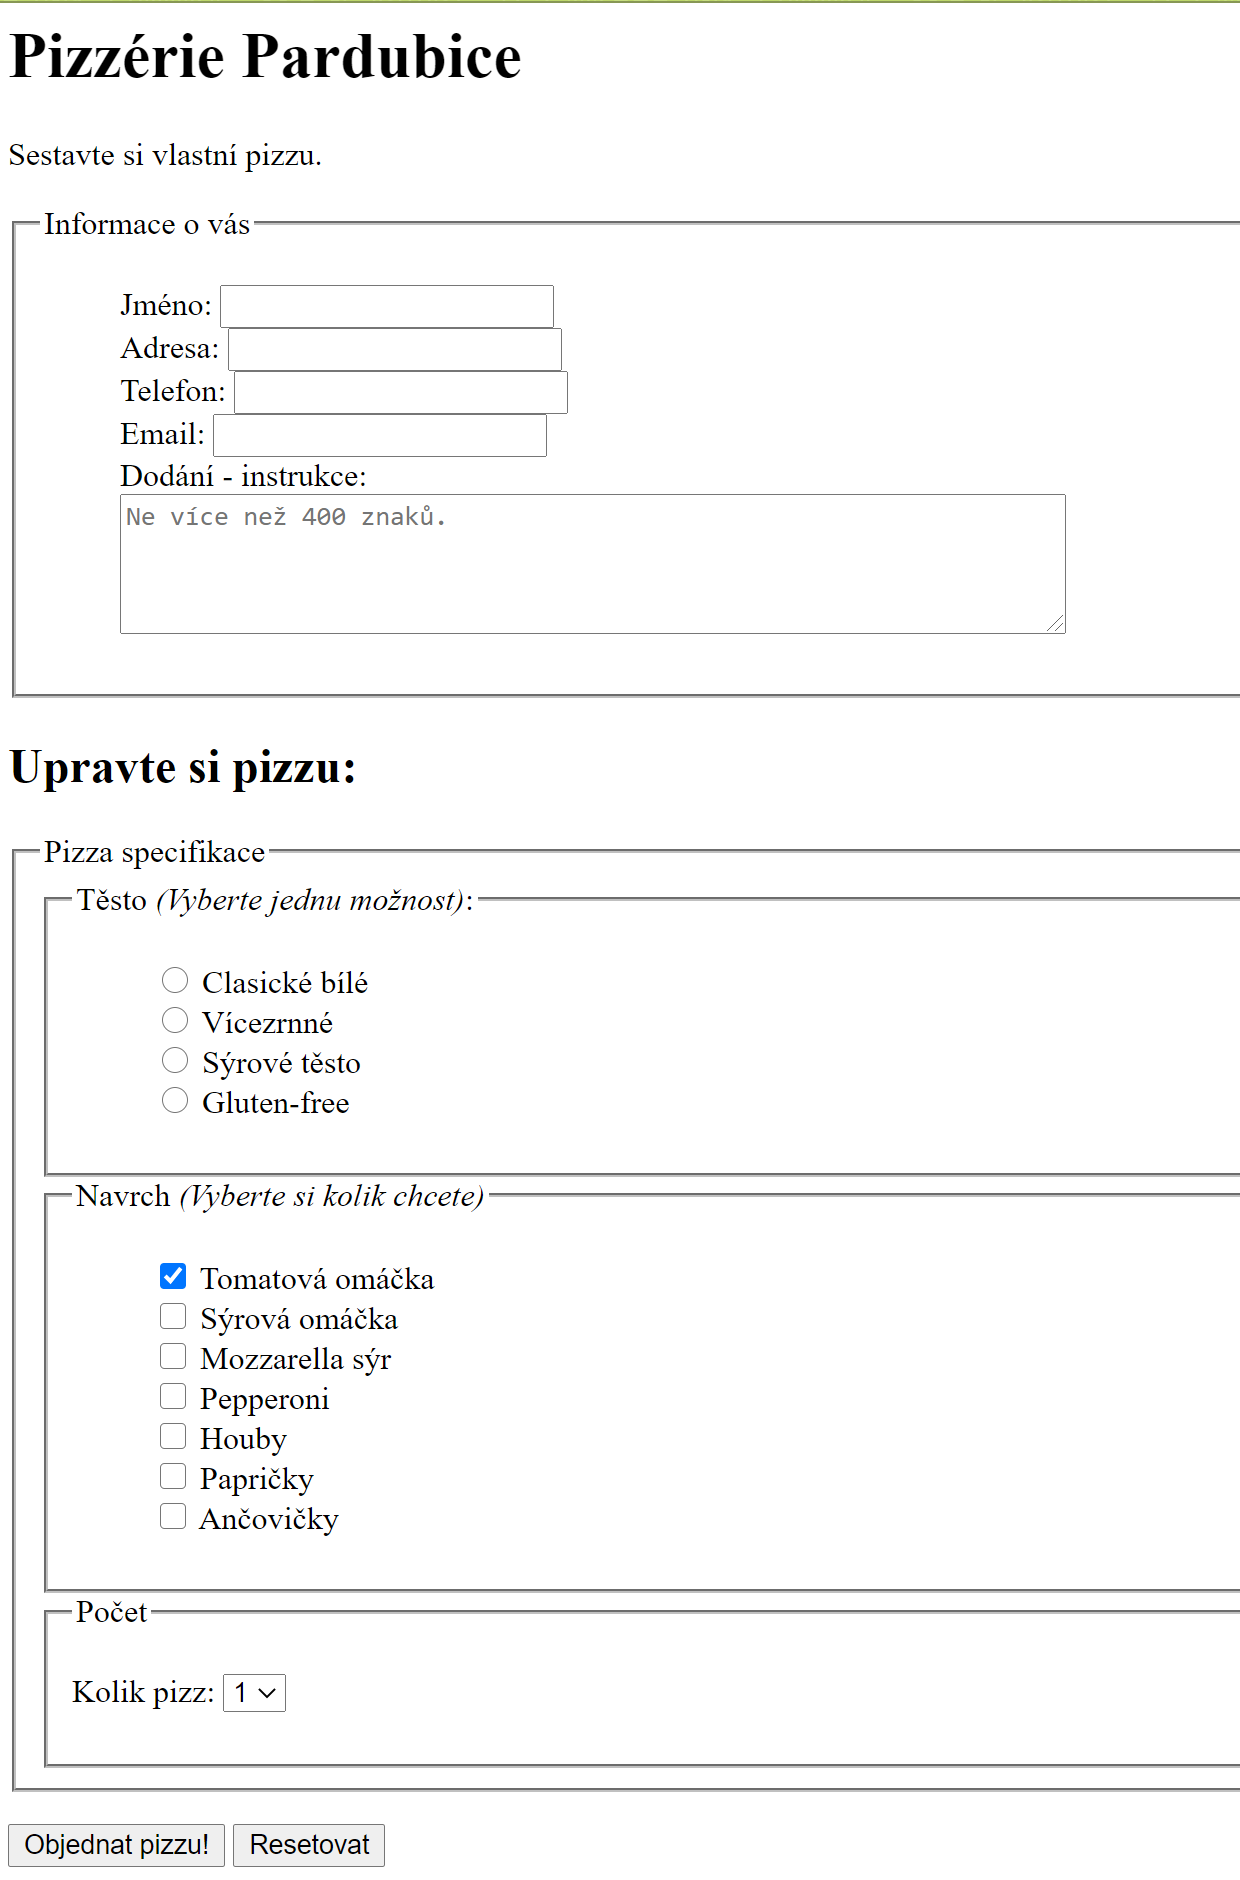 Pizzérie Pardubice
Sestavte si vlastní pizzu.
Informace o vás
Jméno:
Adresa:
Telefon:
Email:
Dodání - instrukce:
Ne více než 400 znaků.
Upravte si pizzu:
Pizza specifikace
Těsto (Vyberte jednu možnost):
Clasické bílé
Vícezrnné
Sýrové těsto
Gluten-free
Navrch (Vyberte si kolik chcete)
Tomatová omáčka
Sýrová omáčka
Mozzarella sýr
Pepperoni
Houby
Papričky
Ančovičky
Počet
Kolik pizz: 1
Objednat pizzu! Resetovat